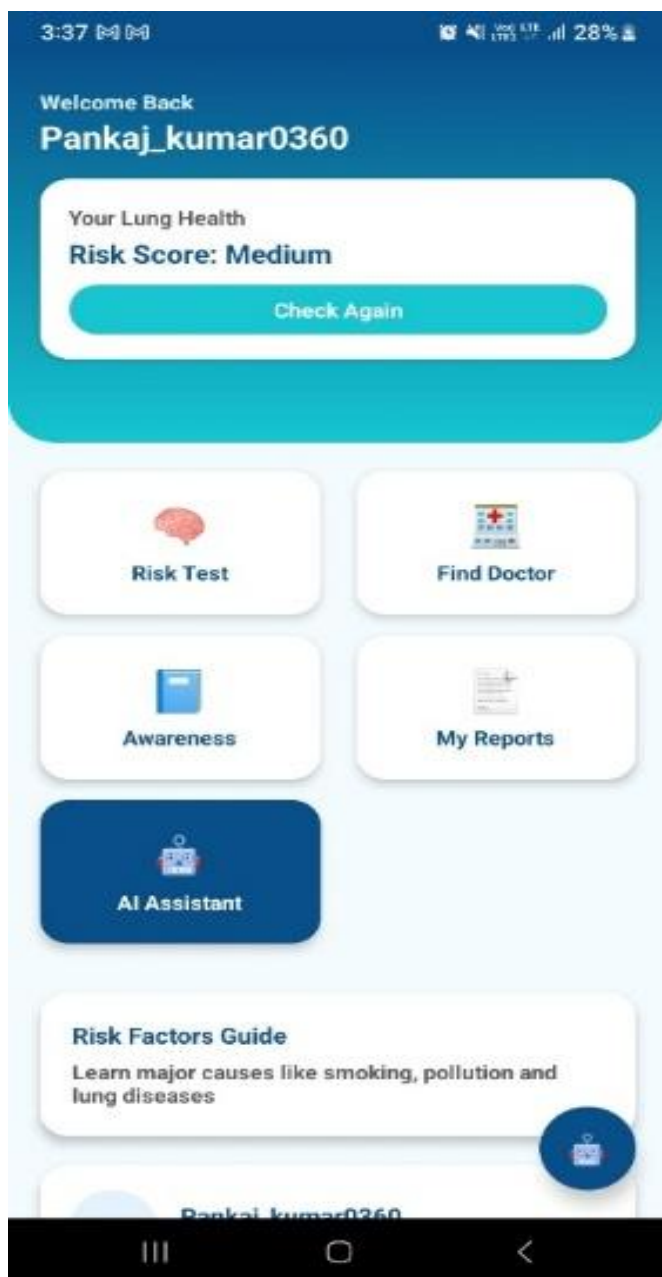 3:37
28%
Welcome Back
Pankaj_kumar0360
Your Lung Health
Risk Score: Medium
Check Again
Risk Test
Find Doctor
Awareness
My Reports
AI Assistant
Risk Factors Guide
Learn major causes like smoking, pollution and
lung diseases
Pankaj_kumar0360